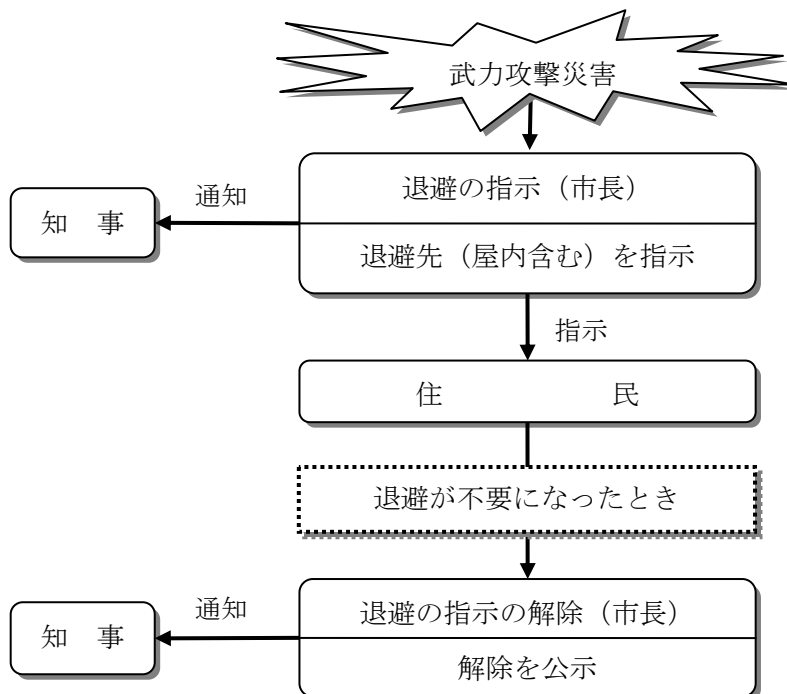 武力攻撃災害
退避の指示（市長）
通知
知　事
退避先（屋内含む）を指示
指示
住　　　　　　民
退避が不要になったとき
退避の指示の解除（市長）
通知
知　事
解除を公示